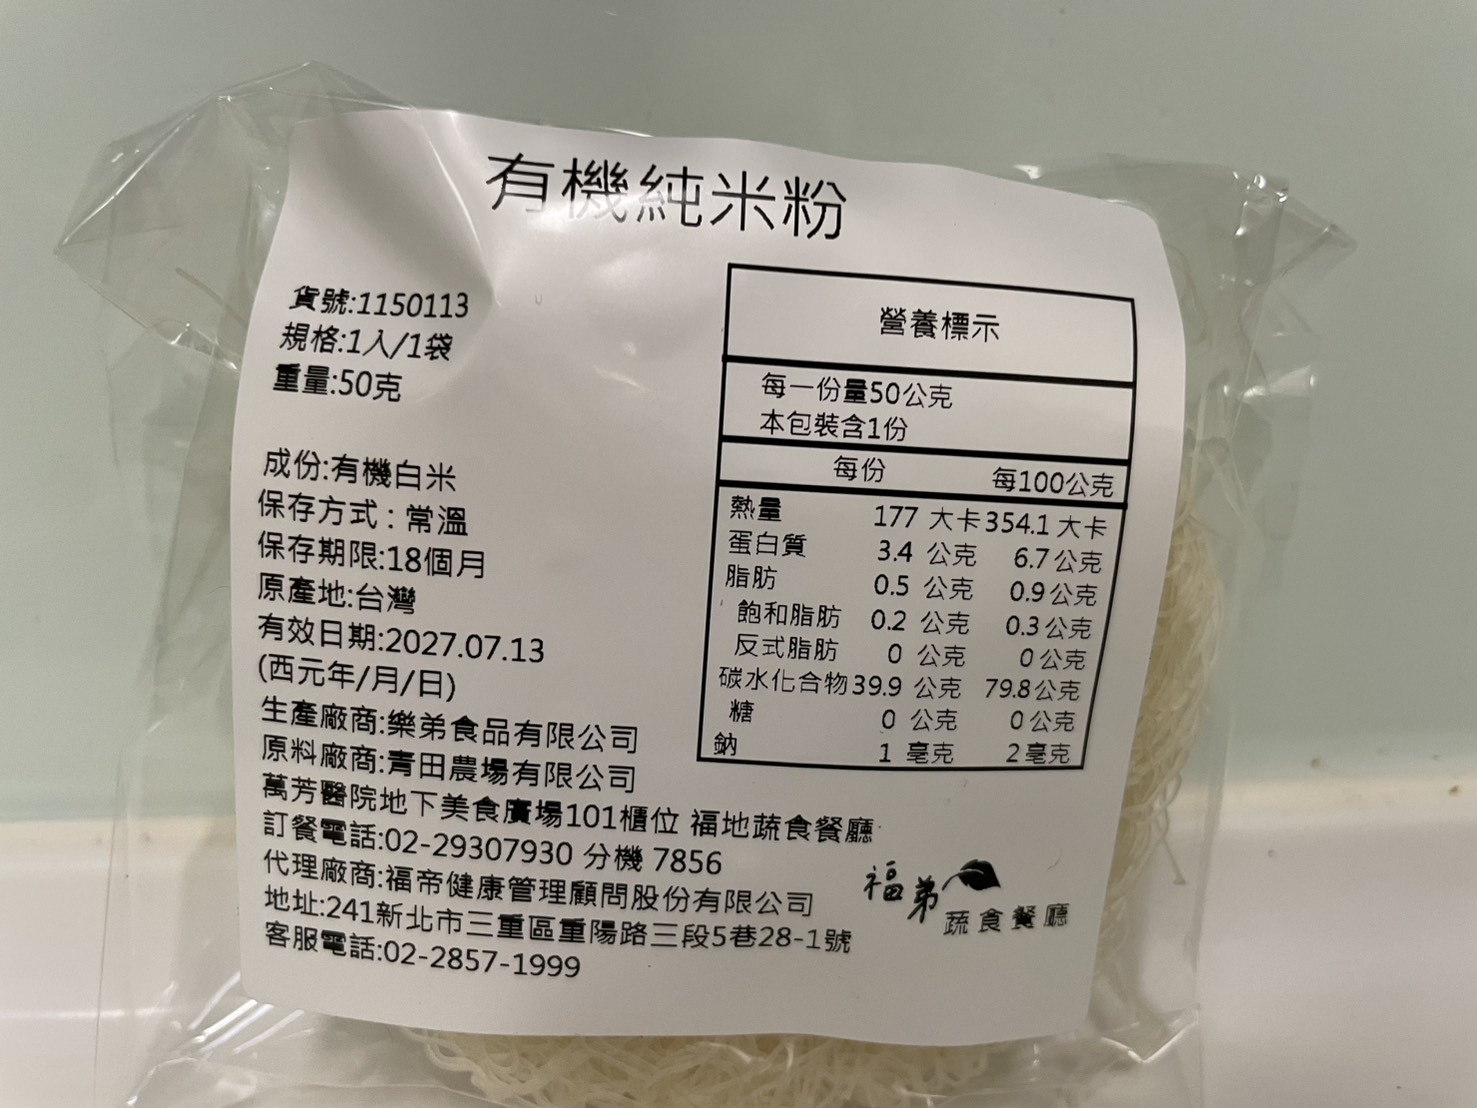 有機純米粉
貨號:1150113
規格:1入/1袋
重量:50克
成份:有機白米
保存方式:常溫
保存期限:18個月
原產地:台灣
有效日期:2027.07.13
(西元年/月/日)
生產廠商:樂弟食品有限公司
原料廠商:青田農場有限公司
萬芳醫院地下美食廣場101櫃位 福地蔬食餐廳
訂餐電話:02-29307930 分機 7856
代理廠商:福帝健康管理顧問股份有限公司
地址:241新北市三重區重陽路三段5巷28-1號
客服電話:02-2857-1999
營養標示
每一份量50公克
本包裝含1份
每份 每100公克
熱量 177 大卡 354.1 大卡
蛋白質 3.4 公克 6.7公克
脂肪 0.5 公克 0.9公克
飽和脂肪 0.2 公克 0.3公克
反式脂肪 0 公克 0公克
碳水化合物 39.9 公克 79.8公克
糖 0 公克 0公克
鈉 1 毫克 2毫克
福弟
蔬食餐廳